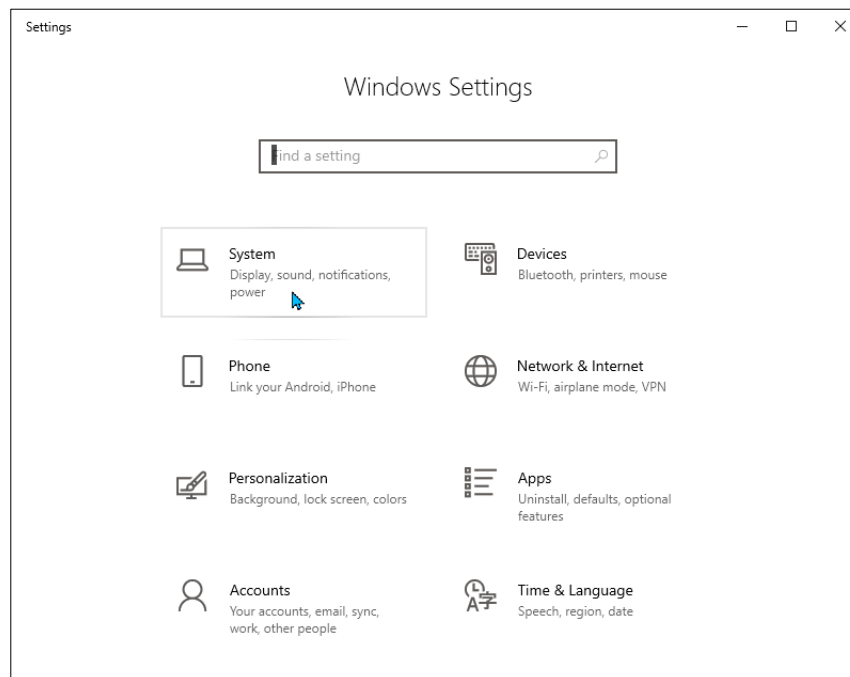 Settings
Windows Settings
Find a setting
System
Display, sound, notifications,
power
Devices
Bluetooth, printers, mouse
Phone
Link your Android, iPhone
Network & Internet
Wi-Fi, airplane mode, VPN
Personalization
Background, lock screen, colors
Apps
Uninstall, defaults, optional
features
Accounts
Your accounts, email, sync,
work, other people
Time & Language
Speech, region, date